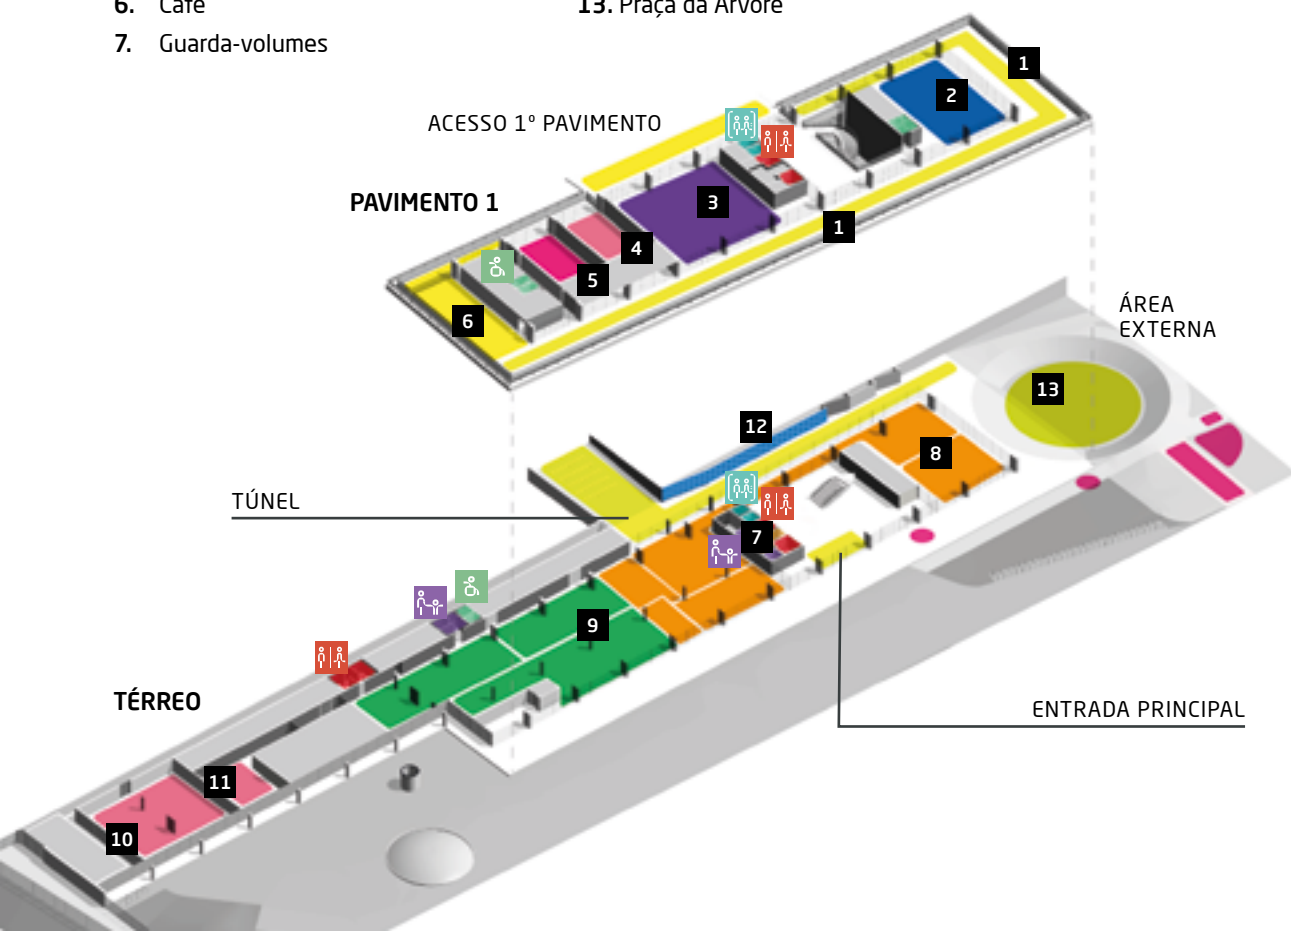 6. Café
13. Praça da Árvore
7. Guarda-volumes
1
2
ACESSO 1º PAVIMENTO
PAVIMENTO 1
3
1
4
5
6
ÁREA
EXTERNA
13
12
8
TÚNEL
7
9
TÉRREO
ENTRADA PRINCIPAL
11
10